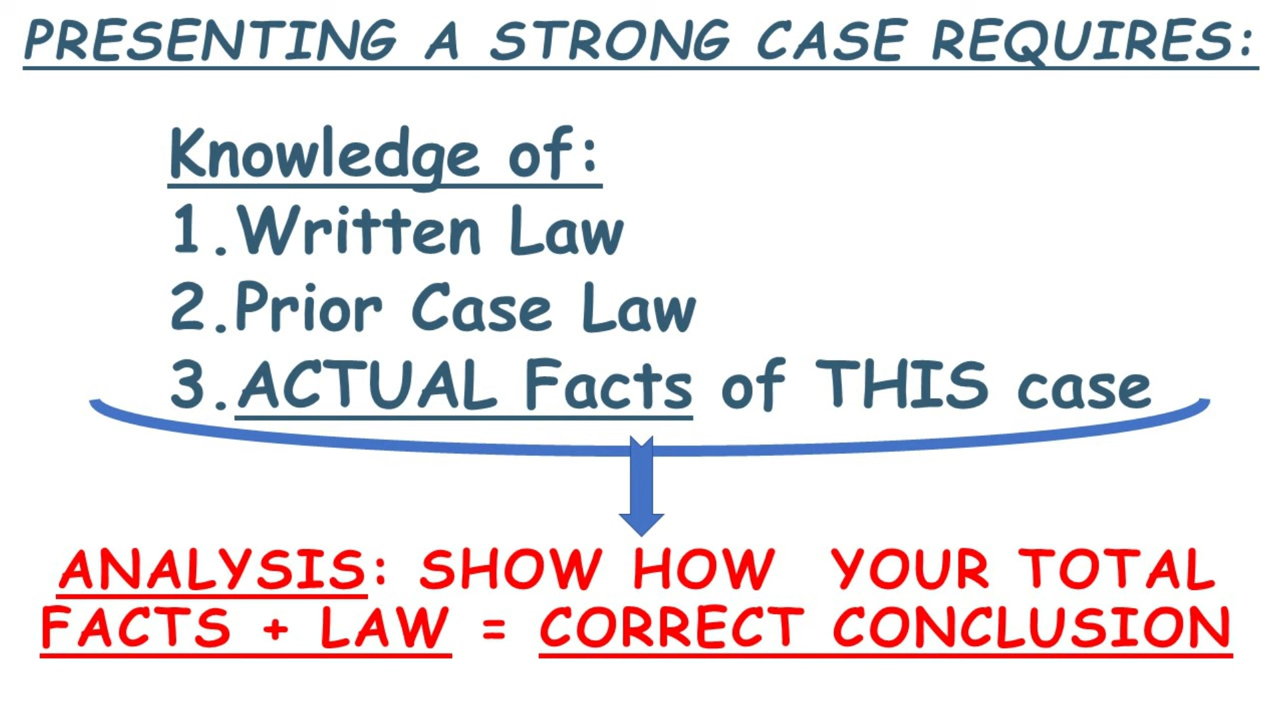 PRESENTING A STRONG CASE REQUIRES:
Knowledge of:
1.Written Law
2.Prior Case Law
3.ACTUAL Facts of THIS case
ANALYSIS: SHOW HOW  YOUR TOTAL
FACTS + LAW = CORRECT CONCLUSION